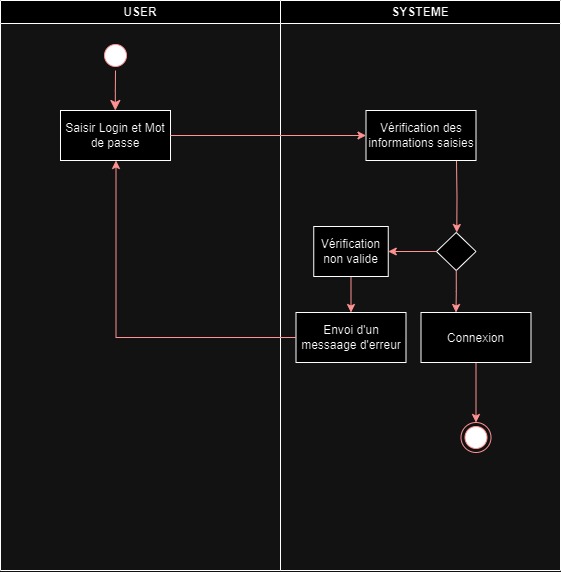 USER
SYSTEME
Saisir Login et Mot
de passe
Vérification des
informations saisies
Vérification
non valide
Envoi d'un
messaage d'erreur
Connexion